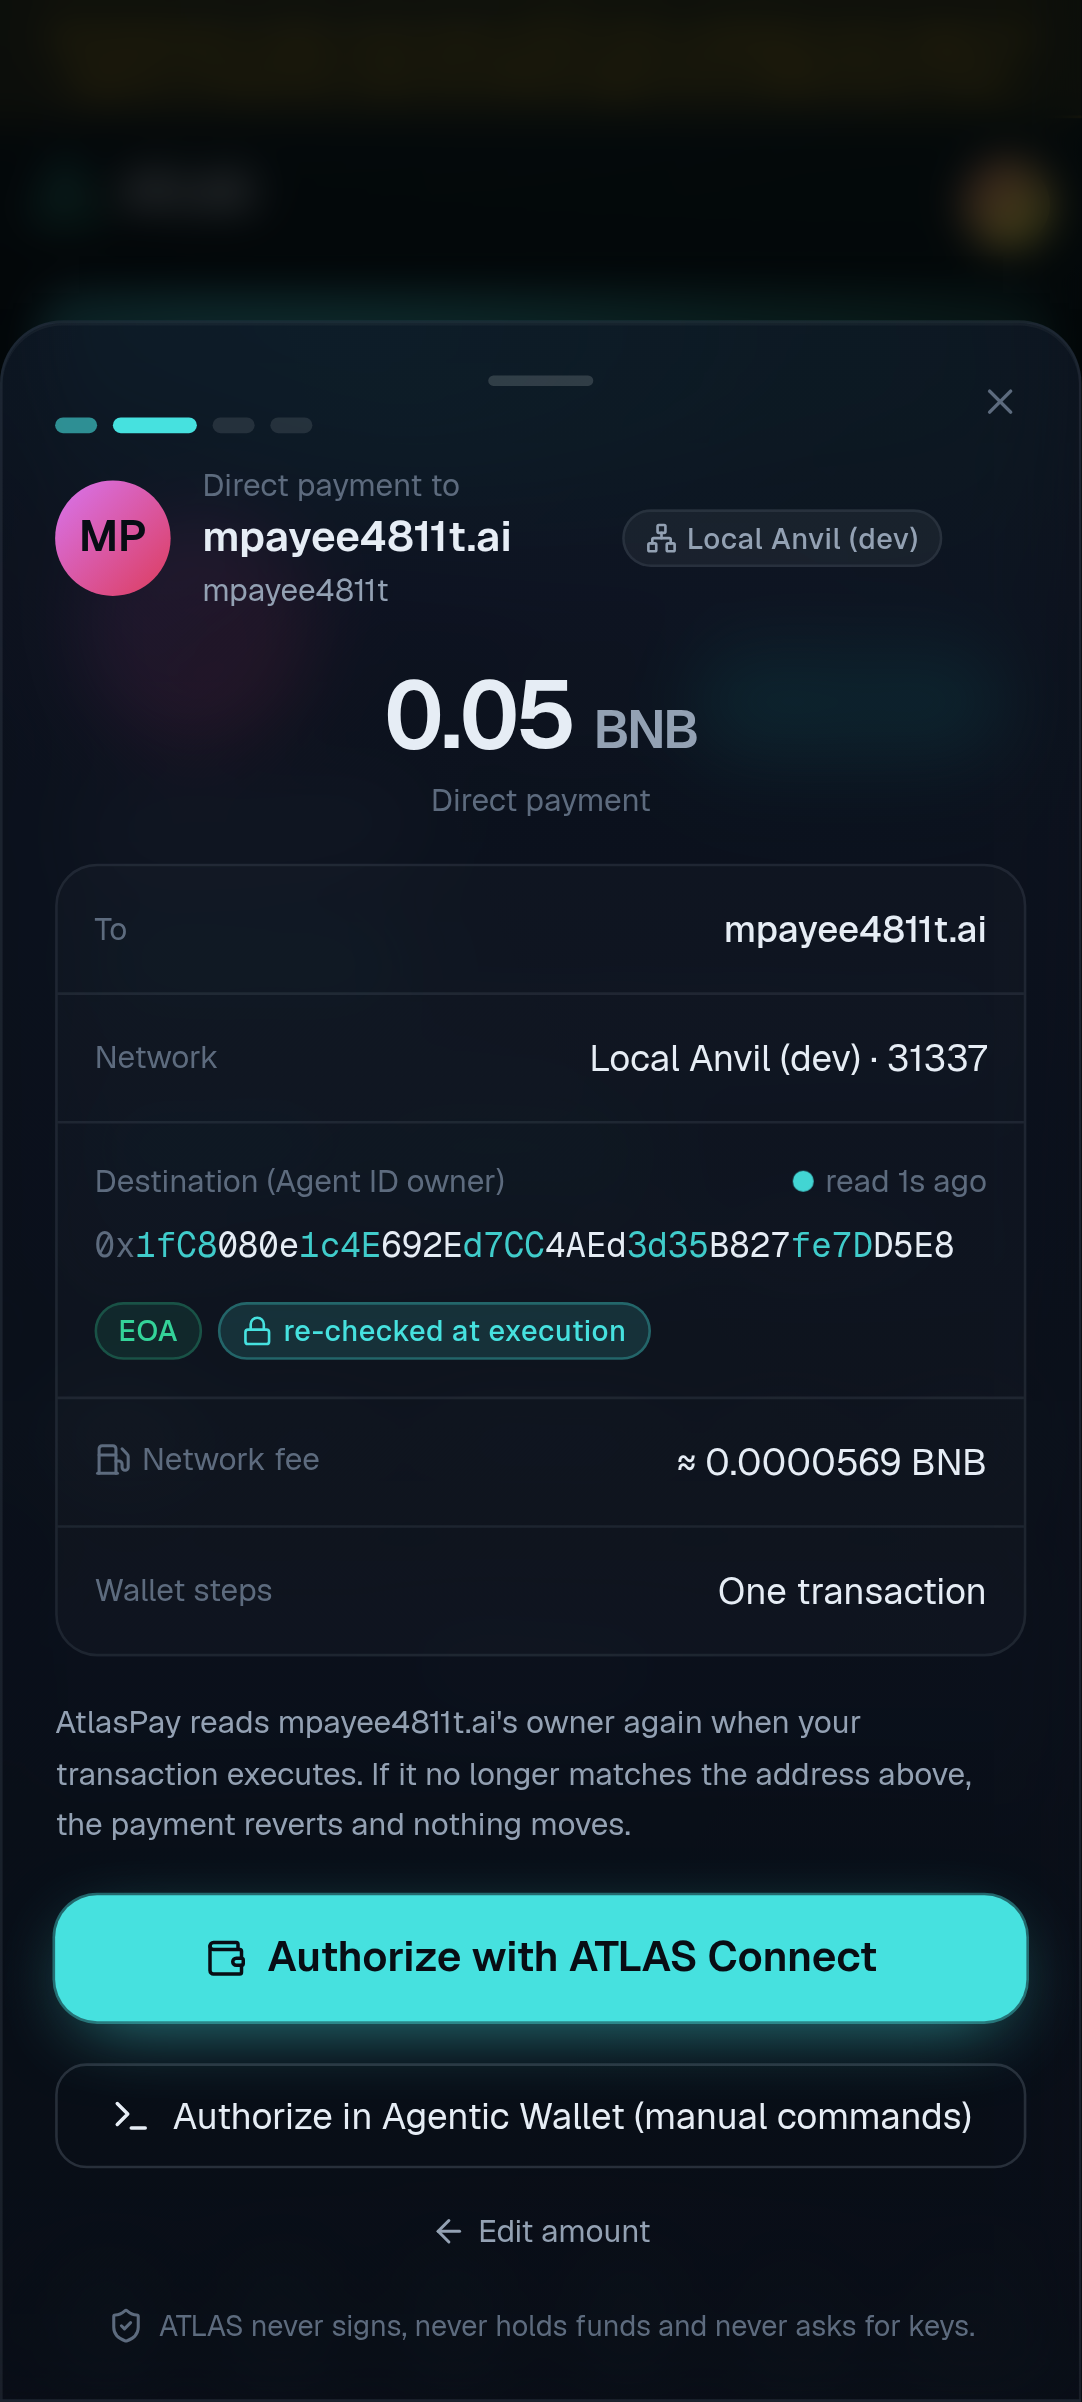 Direct payment to
MP
mpayee4811t.ai
Local Anvil (dev)
mpayee4811t
0.05 BNB
Direct payment
To
mpayee4811t.ai
Network
Local Anvil (dev) · 31337
Destination (Agent ID owner)
read 1s ago
0x1fC8080e1c4E692Ed7CC4AEd3d35B827fe7DD5E8
EOA
re-checked at execution
Network fee
≈ 0.0000569 BNB
Wallet steps
One transaction
AtlasPay reads mpayee4811t.ai's owner again when your
transaction executes. If it no longer matches the address above,
the payment reverts and nothing moves.
Authorize with ATLAS Connect
Authorize in Agentic Wallet (manual commands)
Edit amount
ATLAS never signs, never holds funds and never asks for keys.